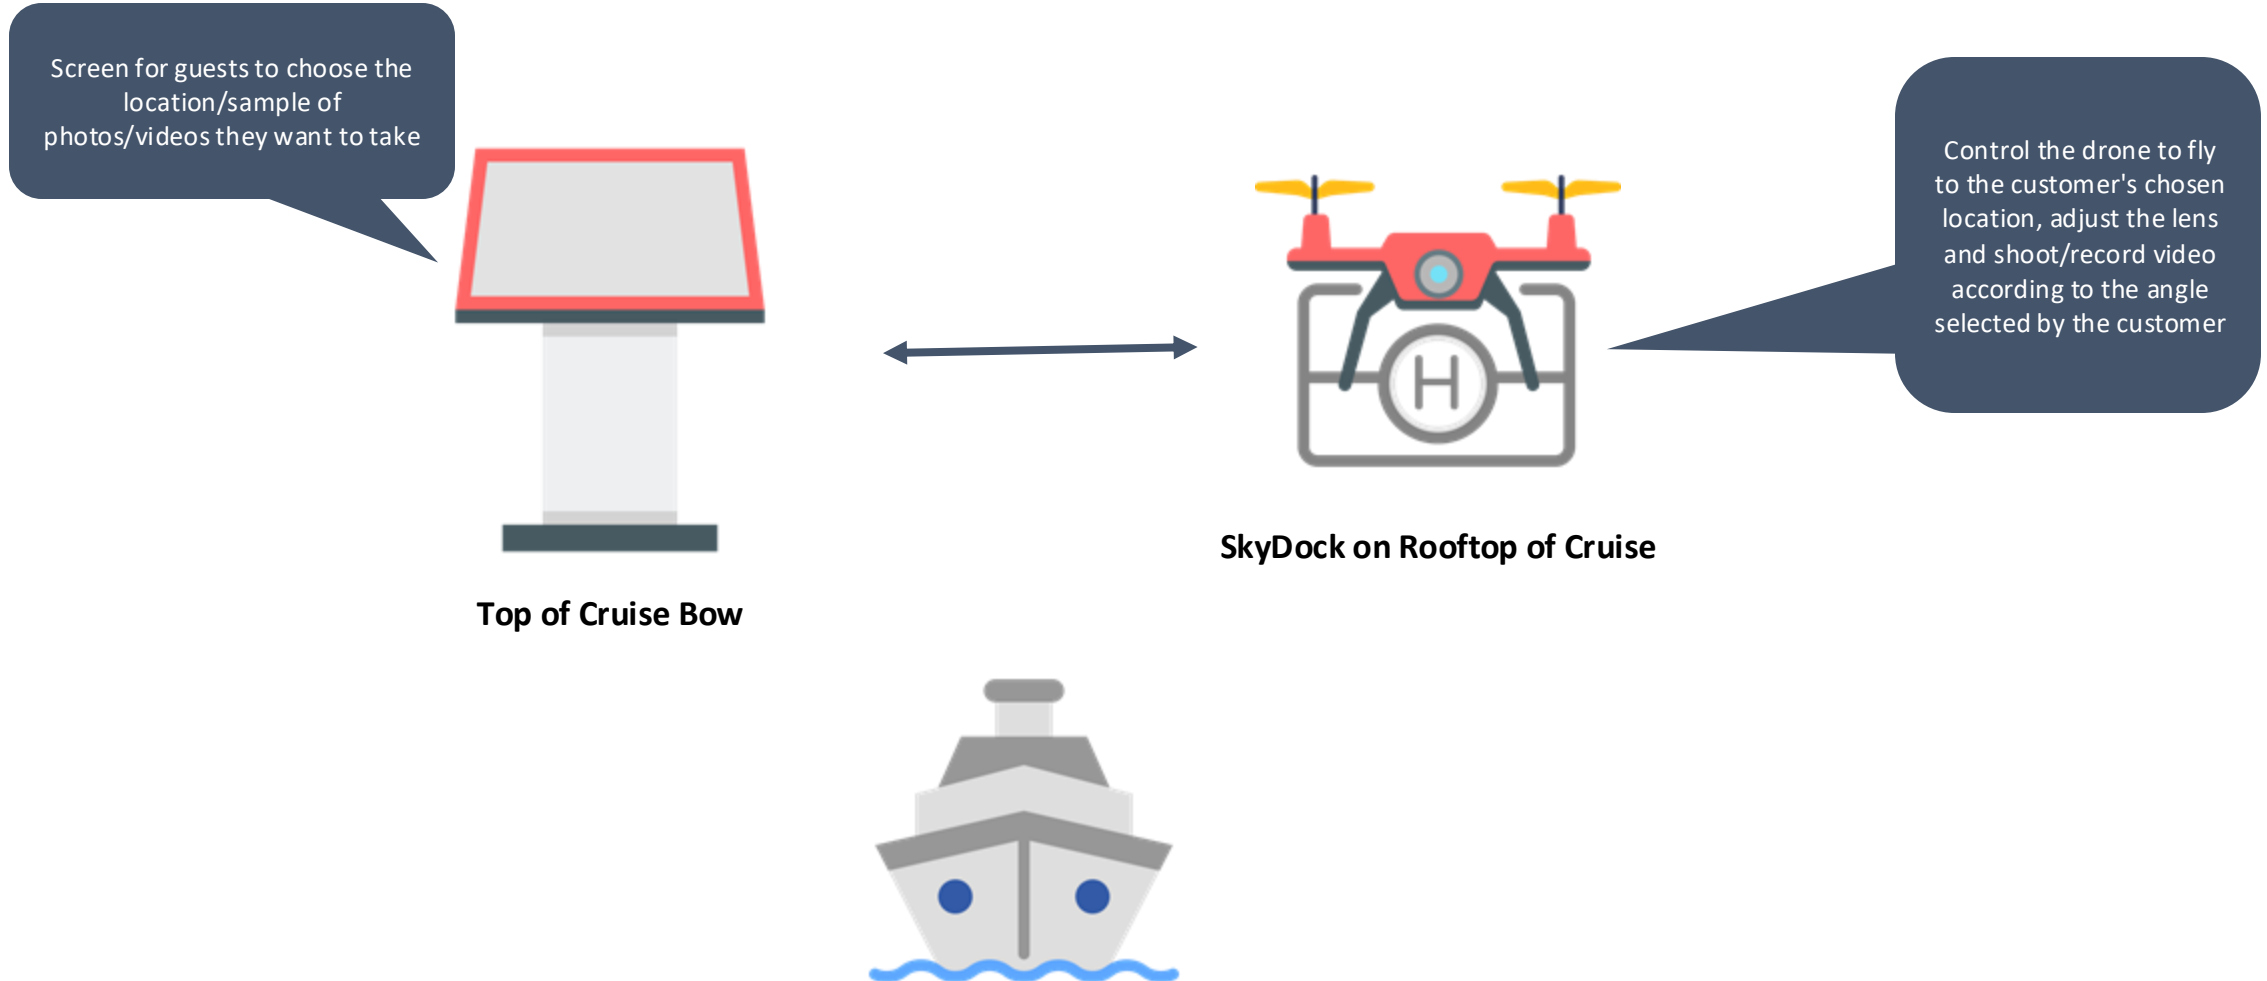 Screen for guests to choose the
location/sample of
photos/videos they want to take
Control the drone to fly
to the customer's chosen
location, adjust the lens
and shoot/record video
according to the angle
selected by the customer
H
SkyDock on Rooftop of Cruise
Top of Cruise Bow